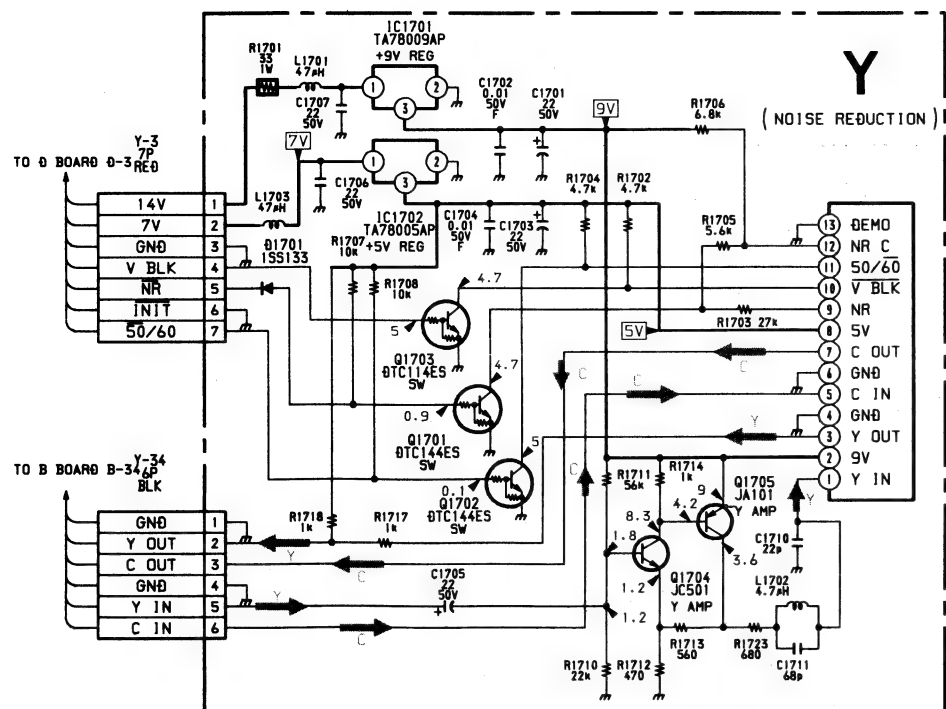 Y
( NOISE REDUCTION )
IC1701
TA78009AP
+9V REG
R1701
33
1W
L1701
47µH
C1707
22
50V
1
2
3
C1702
0.01
50V
F
C1701
22
50V
9V
R1706
6.8k
Y-3
7P
RED
TO D BOARD D-3
7V
1
2
3
C1706
22
50V
L1703
47µH
IC1702
TA78005AP
+5V REG
C1704
0.01
50V
F
C1703
22
50V
R1704
4.7k
R1702
4.7k
R1705
5.6k
14V 1
7V 2
GND 3
V BLK 4
NR 5
INIT 6
50/60 7
D1701
1SS133
R1707
10k
R1708
10k
5
4.7
Q1703
DTC114ES
SW
0.9
4.7
Q1701
DTC144ES
SW
0.1
5
Q1702
DTC144ES
SW
13 DEMO
12 NR C
11 50/60
10 V BLK
9 NR
8 5V
7 C OUT
6 GND
5 C IN
4 GND
3 Y OUT
2 9V
1 Y IN
R1703 27k
5V
C
C
C
C
Y
Y
TO B BOARD B-34
Y-34
6P
BLK
GND 1
Y OUT 2
C OUT 3
GND 4
Y IN 5
C IN 6
R1718
1k
R1717
1k
Y
C
Y
C
C1705
22
50V
R1711
56k
R1714
1k
Q1705
JA101
Y AMP
9
8.3
4.2
3.6
1.8
1.2
1.2
Q1704
JC501
Y AMP
C1710
22p
L1702
4.7µH
R1710
22k
R1712
470
R1713
560
R1723
680
C1711
68p